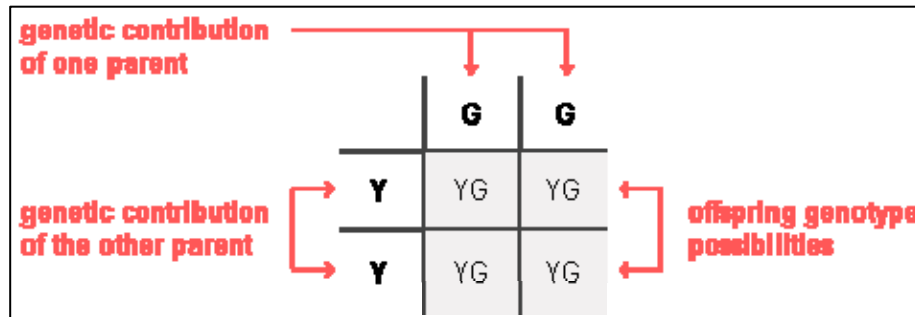 genetic contribution
of one parent
G G
Y YG YG
genetic contribution
of the other parent
offspring genotype
possibilities
Y YG YG